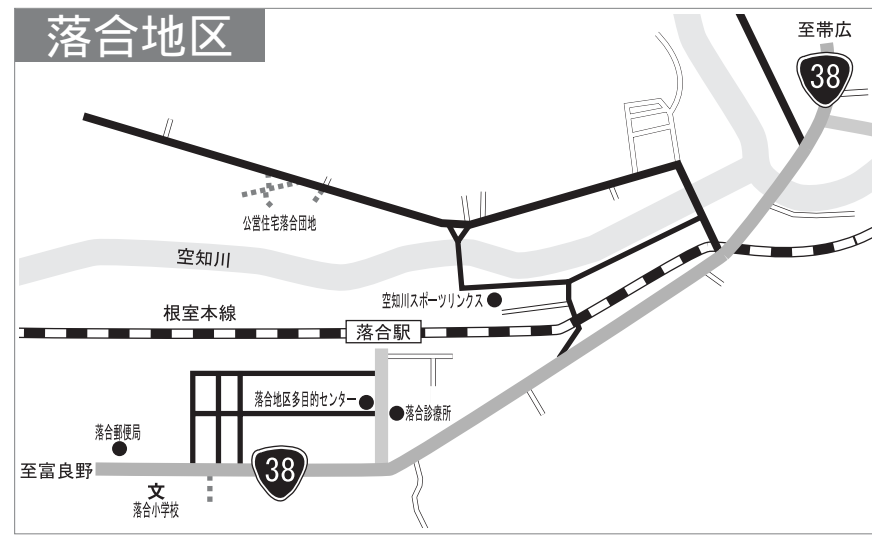 落合地区
至帯広
38
公営住宅落合団地
空知川
空知川スポーツリンクス
根室本線
落合駅
落合地区多目的センター
落合診療所
落合郵便局
至富良野
38
文
落合小学校